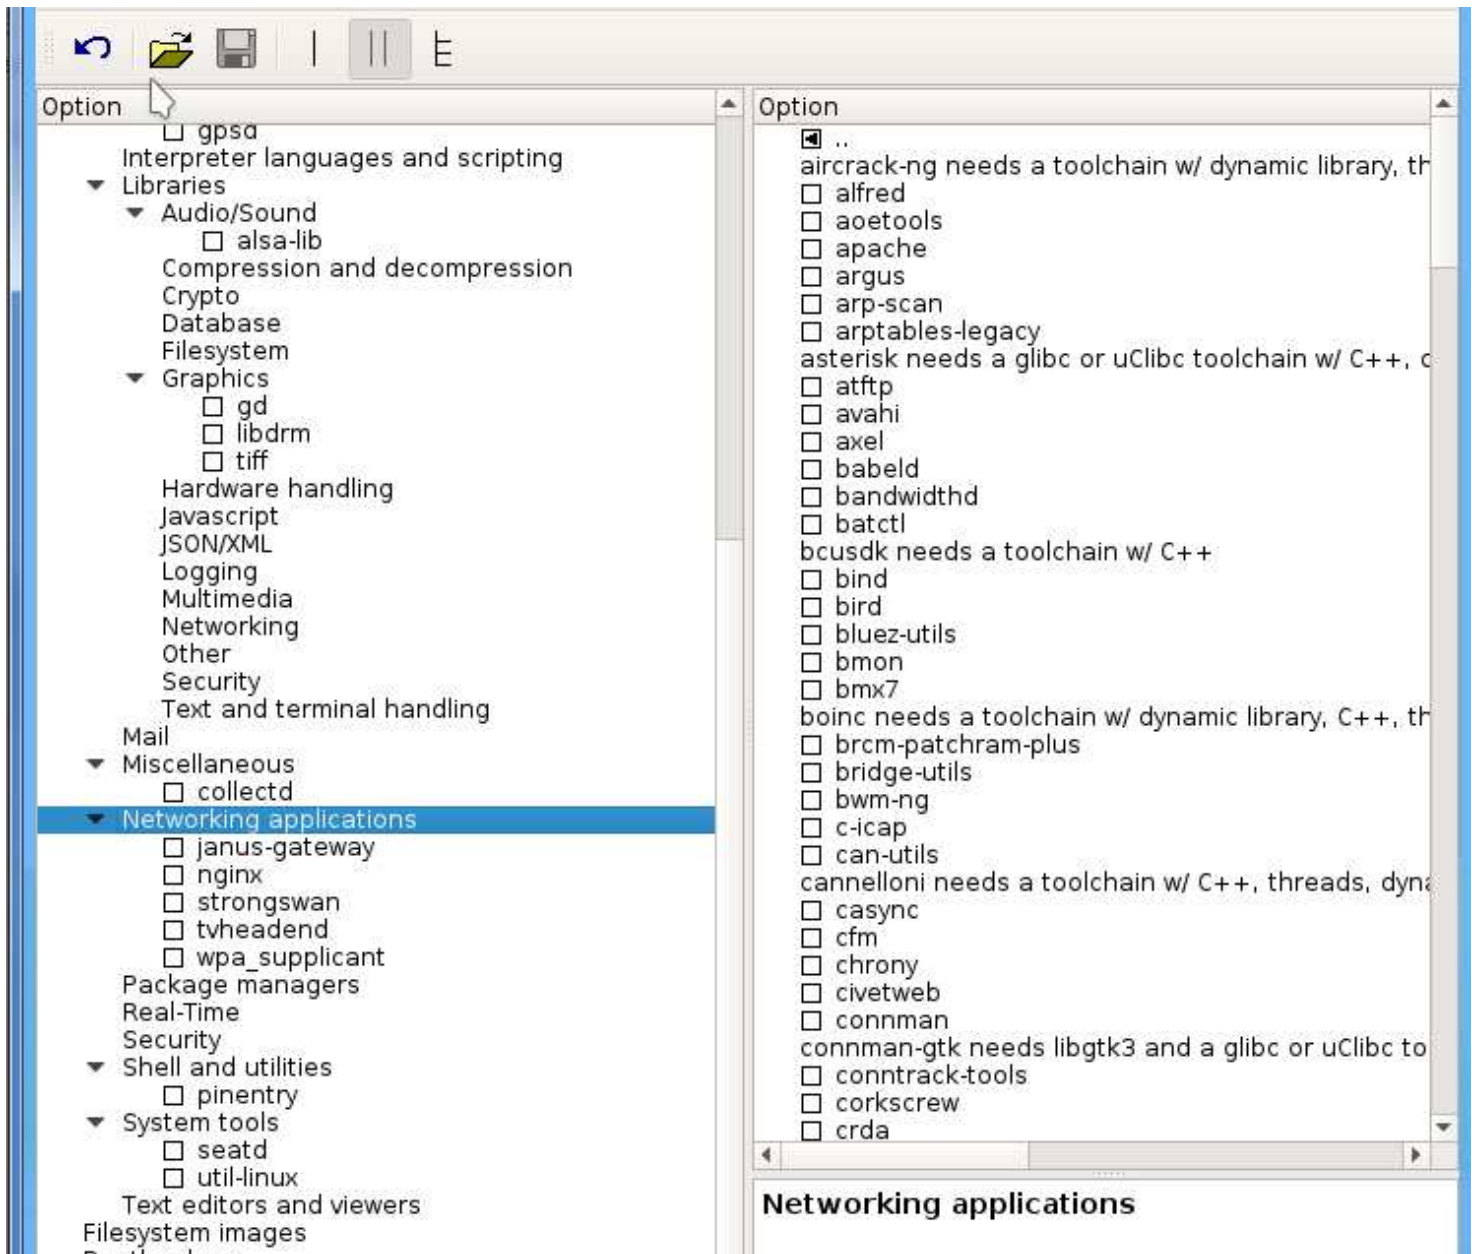 Option
gpsd
Interpreter languages and scripting
Libraries
Audio/Sound
alsa-lib
Compression and decompression
Crypto
Database
Filesystem
Graphics
gd
libdrm
tiff
Hardware handling
Javascript
JSON/XML
Logging
Multimedia
Networking
Other
Security
Text and terminal handling
Mail
Miscellaneous
collectd
Networking applications
janus-gateway
nginx
strongswan
tvheadend
wpa_supplicant
Package managers
Real-Time
Security
Shell and utilities
pinentry
System tools
seatd
util-linux
Text editors and viewers
Filesystem images
Option
..
aircrack-ng needs a toolchain w/ dynamic library, th
alfred
aoetools
apache
argus
arp-scan
arptables-legacy
asterisk needs a glibc or uClibc toolchain w/ C++, d
atftp
avahi
axel
babeld
bandwidthd
batctl
bcusdk needs a toolchain w/ C++
bind
bird
bluez-utils
bmon
bmx7
boinc needs a toolchain w/ dynamic library, C++, th
brcm-patchram-plus
bridge-utils
bwm-ng
c-icap
can-utils
cannelloni needs a toolchain w/ C++, threads, dyna
casync
cfm
chrony
civetweb
connman
connman-gtk needs libgtk3 and a glibc or uClibc to
conntrack-tools
corkscrew
crda
Networking applications